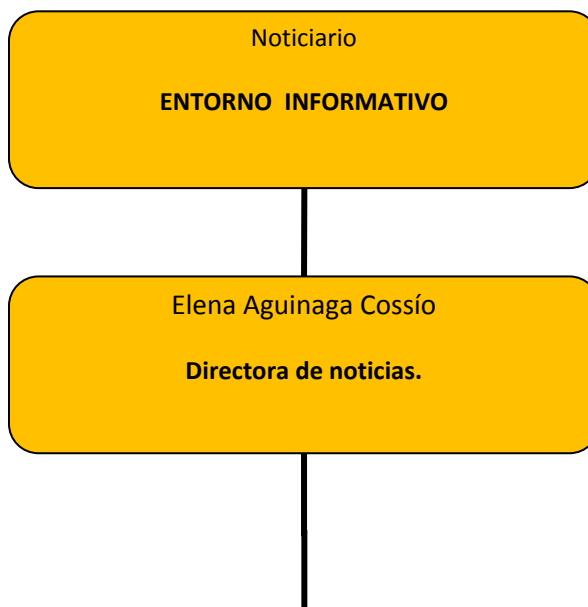 Noticiario
ENTORNO INFORMATIVO
Elena Aguinaga Cossío
Directora de noticias.